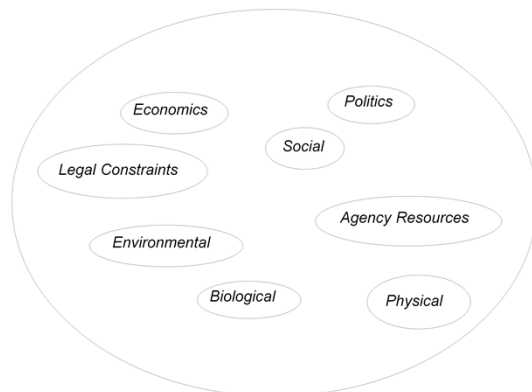 Economics
Politics
Social
Legal Constraints
Agency Resources
Environmental
Biological
Physical